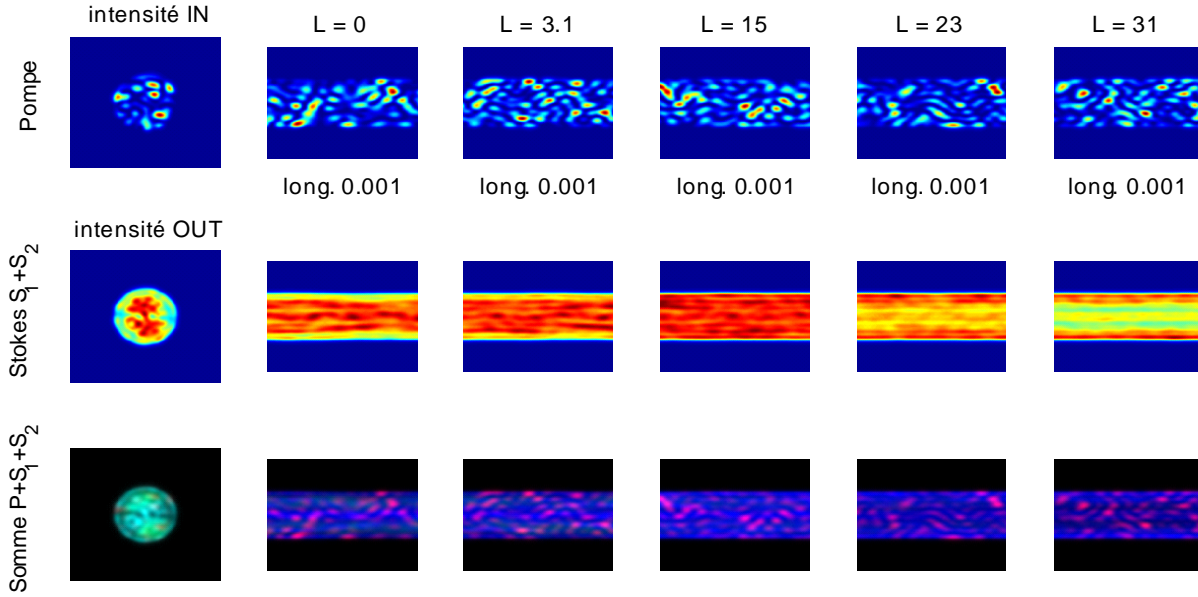 intensité IN
L = 0
L = 3.1
L = 15
L = 23
L = 31
Pompe
long. 0.001
long. 0.001
long. 0.001
long. 0.001
long. 0.001
intensité OUT
Stokes S₁+S₂
Somme P+S₁+S₂